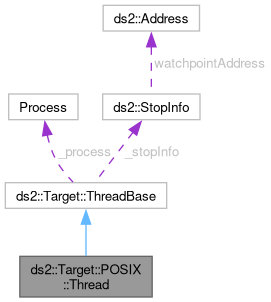 ds2::Address
watchpointAddress
Process
ds2::StopInfo
_process
_stopInfo
ds2::Target::ThreadBase
ds2::Target::POSIX
::Thread